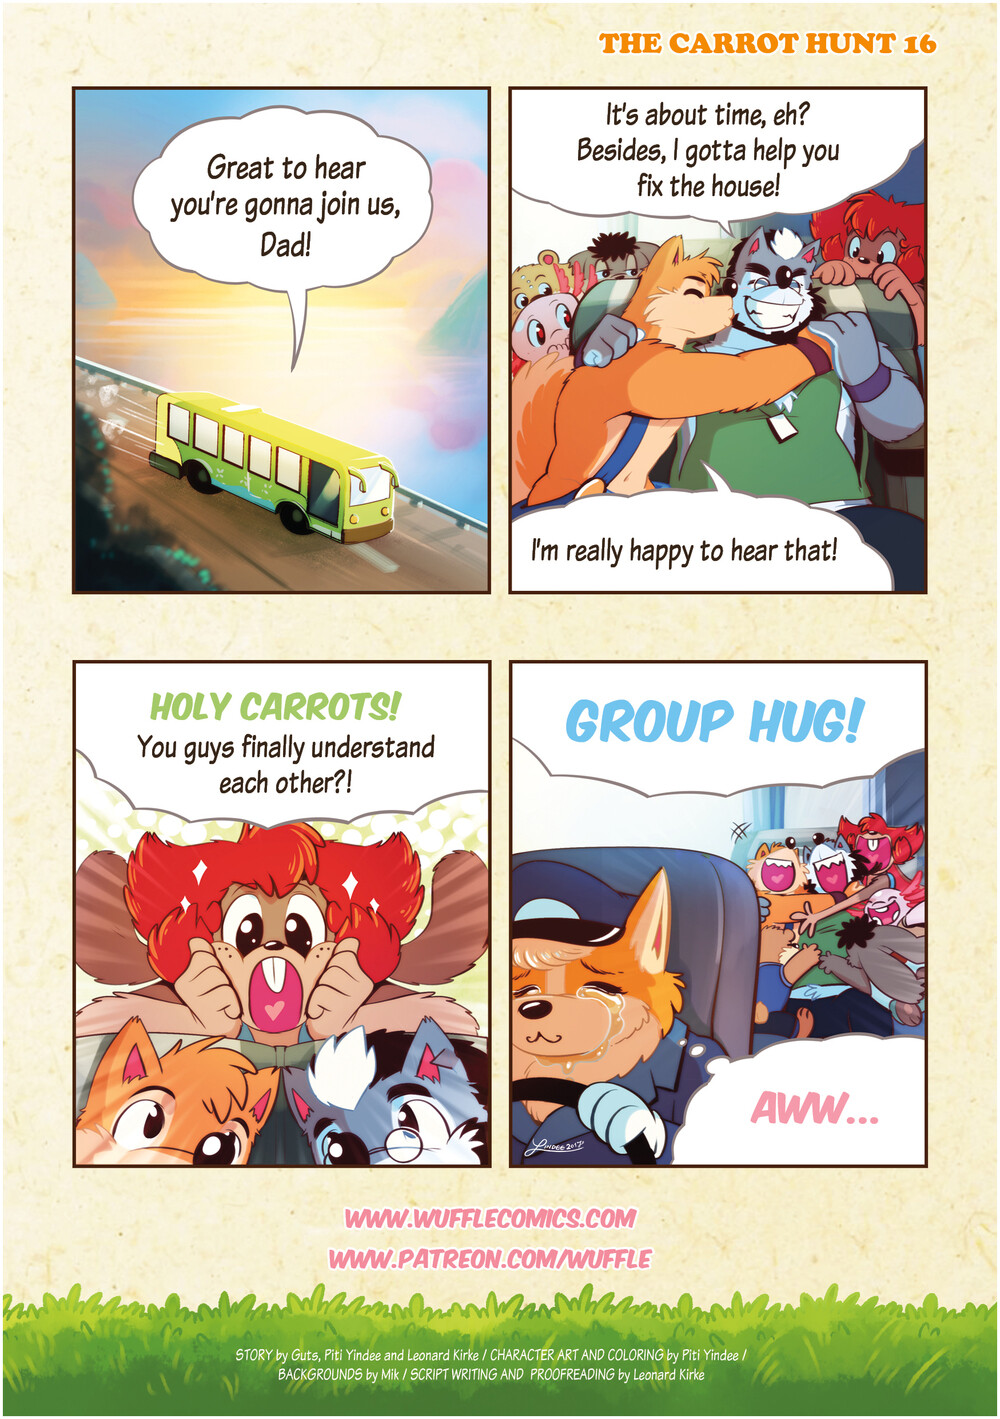 THE CARROT HUNT 16
Great to hear
you're gonna join us,
Dad!
It's about time, eh?
Besides, I gotta help you
fix the house!
I'm really happy to hear that!
HOLY CARROTS!
You guys finally understand
each other?!
GROUP HUG!
AWW...
YINDEE 2017
WWW.WUFFLECOMICS.COM
WWW.PATREON.COM/WUFFLE
STORY by Guts, Piti Yindee and Leonard Kirke / CHARACTER ART AND COLORING by Piti Yindee /
BACKGROUNDS by Mik / SCRIPT WRITING AND PROOFREADING by Leonard Kirke